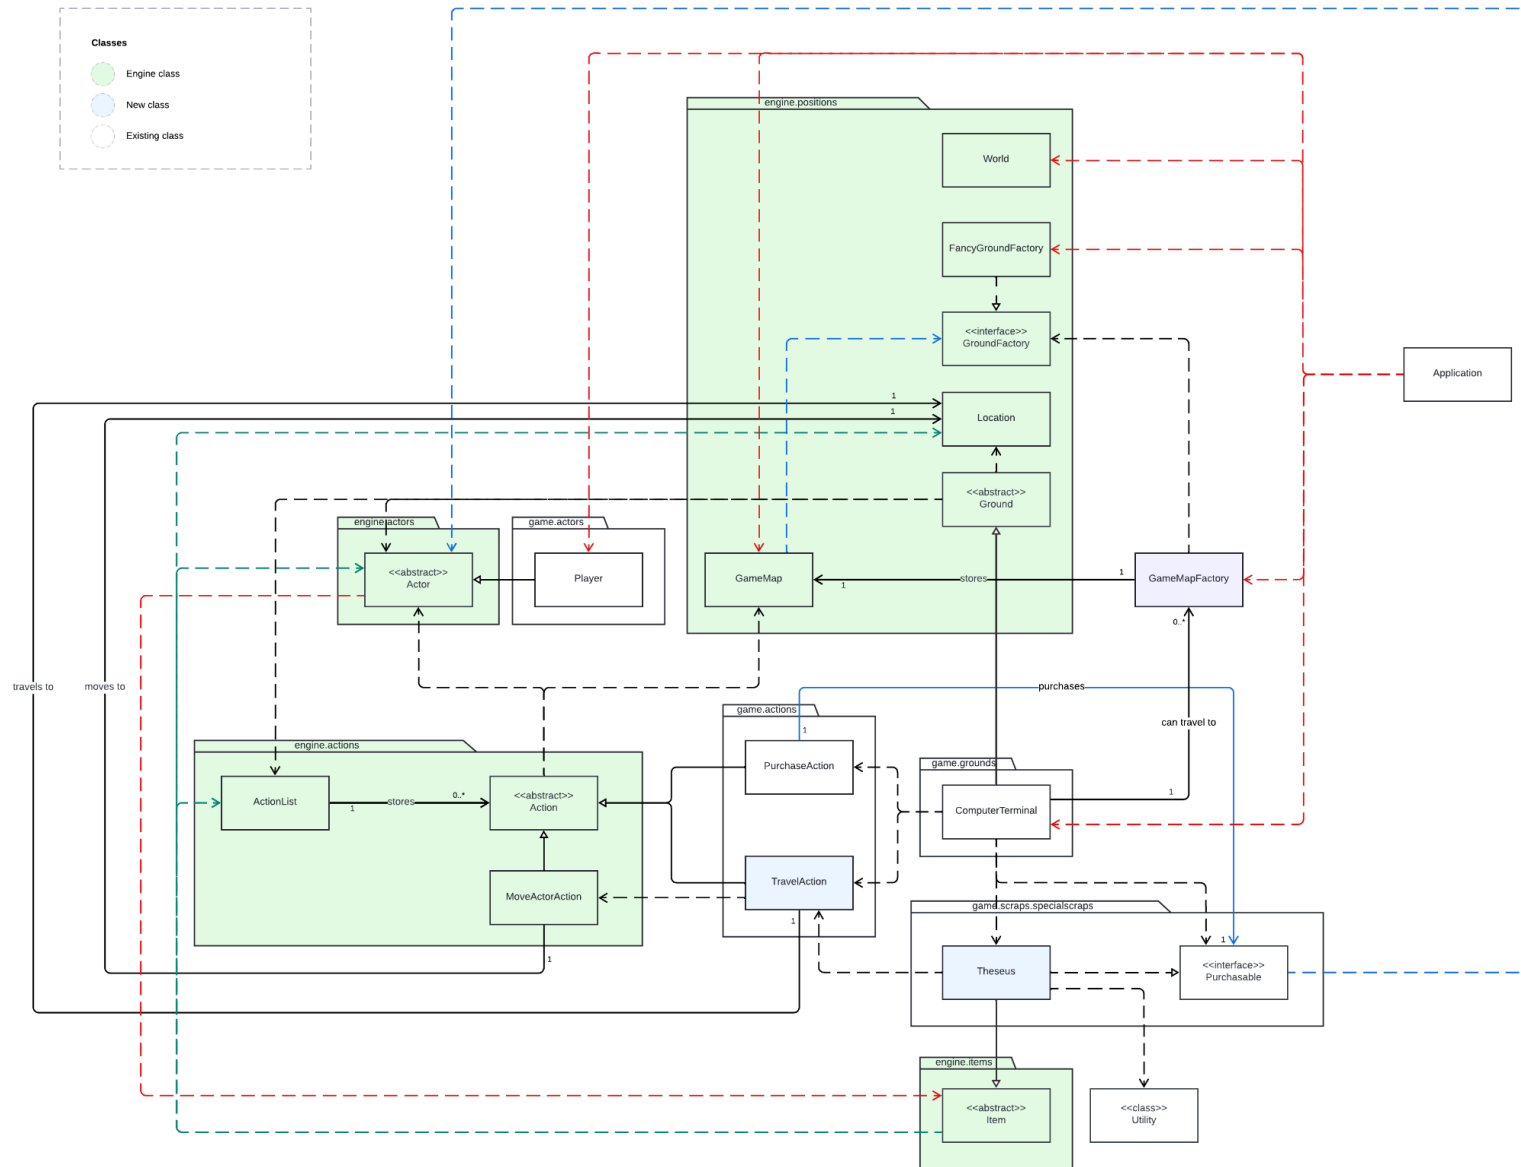 Classes
Engine class
New class
Existing class
engine.positions
World
FancyGroundFactory
<<interface>>
GroundFactory
Application
1
Location
1
<<abstract>>
Ground
engine.actors
game.actors
<<abstract>>
Actor
Player
GameMap
stores
1
1
GameMapFactory
0..*
travels to
moves to
purchases
can travel to
game.actions
1
engine.actions
PurchaseAction
game.grounds
ActionList
stores
1
0..*
<<abstract>>
Action
ComputerTerminal
1
MoveActorAction
TravelAction
1
1
game.scraps.specialscraps
1
Theseus
<<interface>>
Purchasable
engine.items
<<abstract>>
Item
<<class>>
Utility